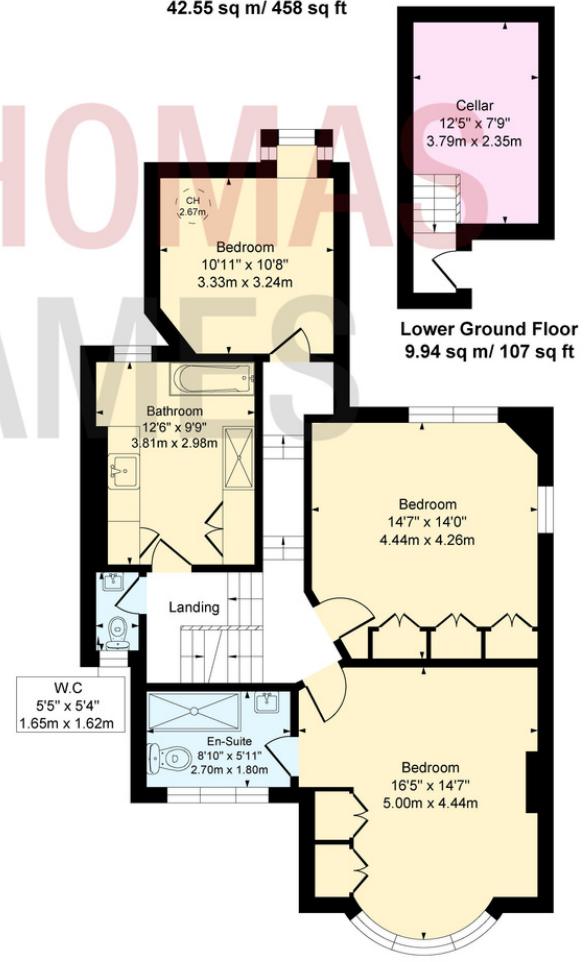 42.55 sq m/ 458 sq ft
Cellar
12'5" x 7'9"
3.79m x 2.35m
HOMAS
CH
2.67m
Bedroom
10'11" x 10'8"
3.33m x 3.24m
Lower Ground Floor
9.94 sq m/ 107 sq ft
AMES
Bathroom
12'6" x 9'9"
3.81m x 2.98m
Bedroom
14'7" x 14'0"
4.44m x 4.26m
Landing
W.C
5'5" x 5'4"
1.65m x 1.62m
En-Suite
8'10" x 5'11"
2.70m x 1.80m
Bedroom
16'5" x 14'7"
5.00m x 4.44m